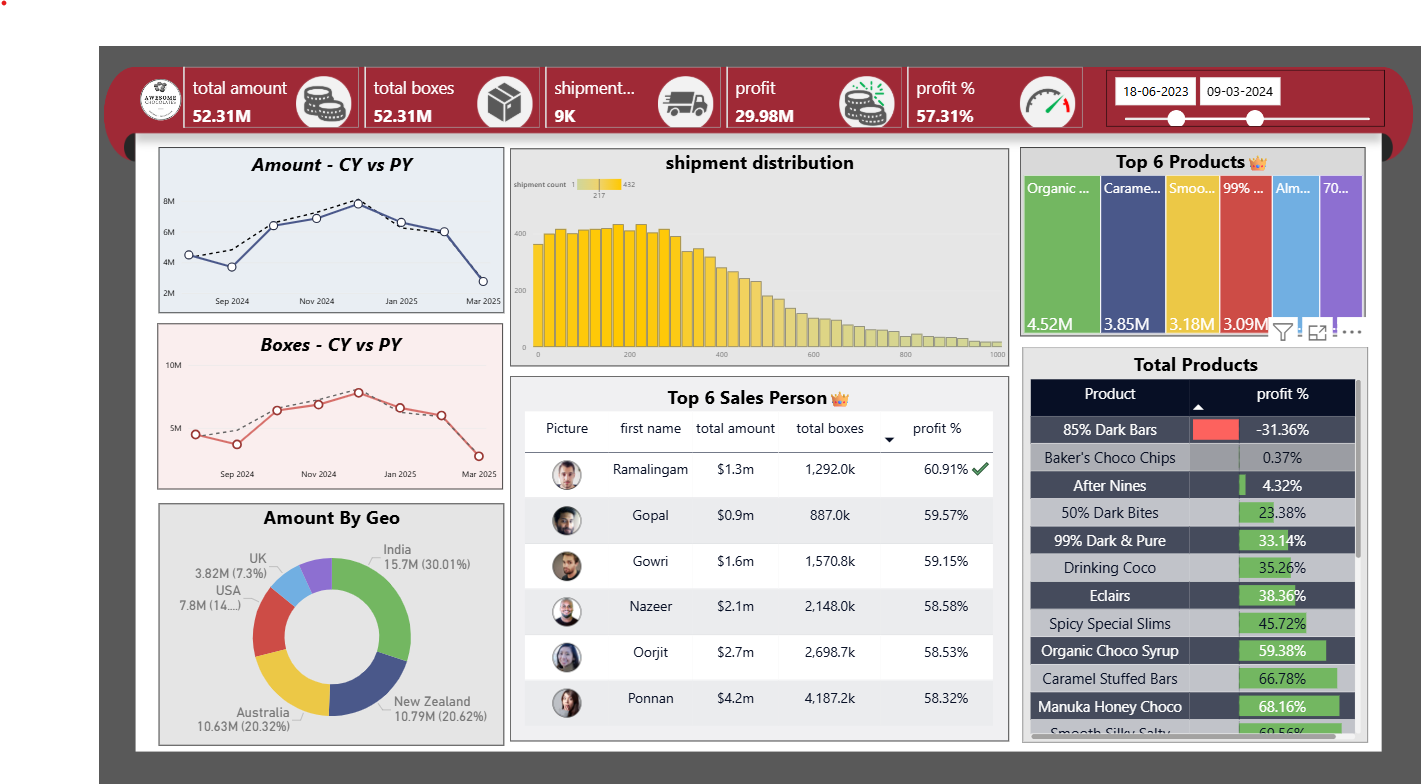 AWESOME
CHOCOLATES
total amount
52.31M
total boxes
52.31M
shipment...
9K
profit
29.98M
profit %
57.31%
18-06-2023
09-03-2024
Amount - CY vs PY
8M
6M
4M
2M
Sep 2024
Nov 2024
Jan 2025
Mar 2025
Boxes - CY vs PY
10M
5M
Sep 2024
Nov 2024
Jan 2025
Mar 2025
Amount By Geo
India
15.7M (30.01%)
New Zealand
10.79M (20.62%)
Australia
10.63M (20.32%)
USA
7.8M (14....)
UK
3.82M (7.3%)
shipment distribution
shipment count 1 432
217
400
200
0
0 200 400 600 800 1000
Top 6 Sales Person
Picture first name total amount total boxes profit %
Ramalingam $1.3m 1,292.0k 60.91%
Gopal $0.9m 887.0k 59.57%
Gowri $1.6m 1,570.8k 59.15%
Nazeer $2.1m 2,148.0k 58.58%
Oorjit $2.7m 2,698.7k 58.53%
Ponnan $4.2m 4,187.2k 58.32%
Top 6 Products
Organic ... Carame... Smoo... 99% ... Alm... 70...
4.52M 3.85M 3.18M 3.09M
Total Products
Product profit %
85% Dark Bars -31.36%
Baker's Choco Chips 0.37%
After Nines 4.32%
50% Dark Bites 23.38%
99% Dark & Pure 33.14%
Drinking Coco 35.26%
Eclairs 38.36%
Spicy Special Slims 45.72%
Organic Choco Syrup 59.38%
Caramel Stuffed Bars 66.78%
Manuka Honey Choco 68.16%
Smooth Silky Salty 69.56%